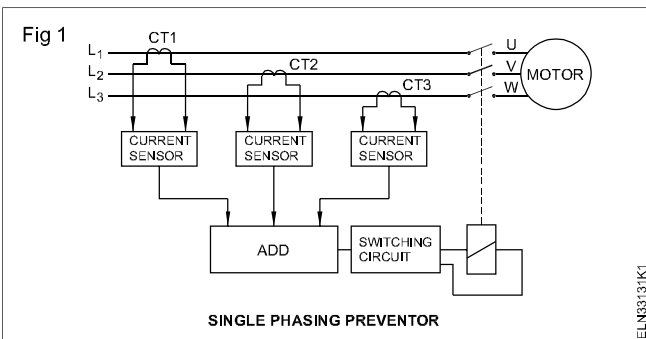 Fig 1
CT1
L1
U
L2
CT2
V
MOTOR
L3
CT3
W
CURRENT
SENSOR
CURRENT
SENSOR
CURRENT
SENSOR
ADD
SWITCHING
CIRCUIT
SINGLE PHASING PREVENTOR
ELN33131K1